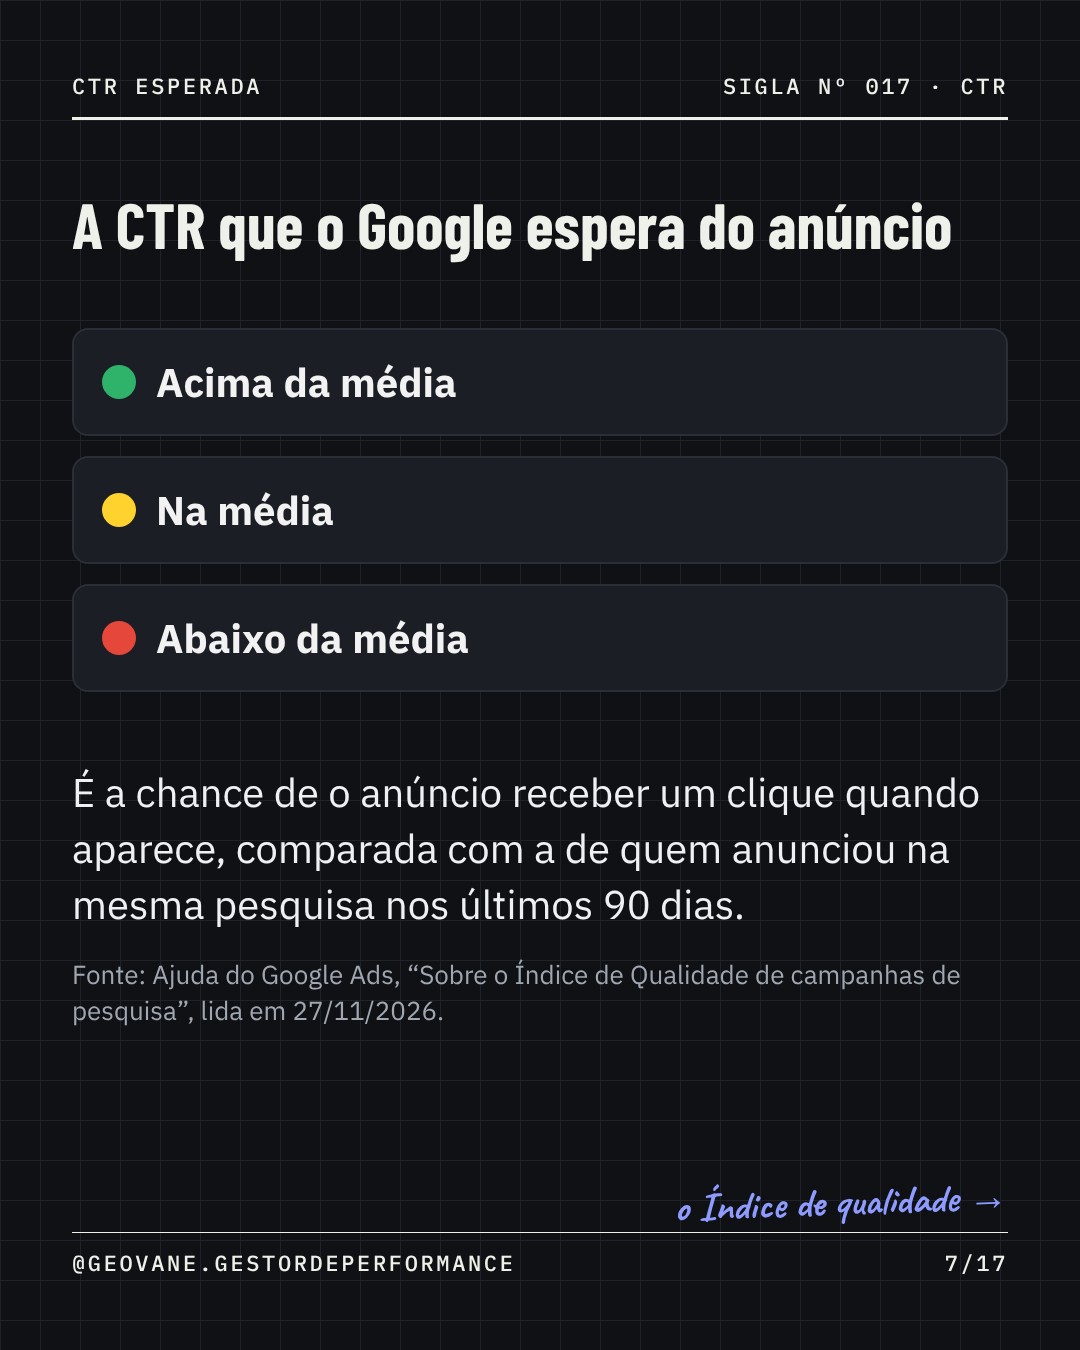 CTR ESPERADA
SIGLA Nº 017 · CTR
A CTR que o Google espera do anúncio
Acima da média
Na média
Abaixo da média
É a chance de o anúncio receber um clique quando
aparece, comparada com a de quem anunciou na
mesma pesquisa nos últimos 90 dias.
Fonte: Ajuda do Google Ads, “Sobre o Índice de Qualidade de campanhas de
pesquisa”, lida em 27/11/2026.
o Índice de qualidade →
@GEOVANE.GESTORDEPERFORMANCE
7/17